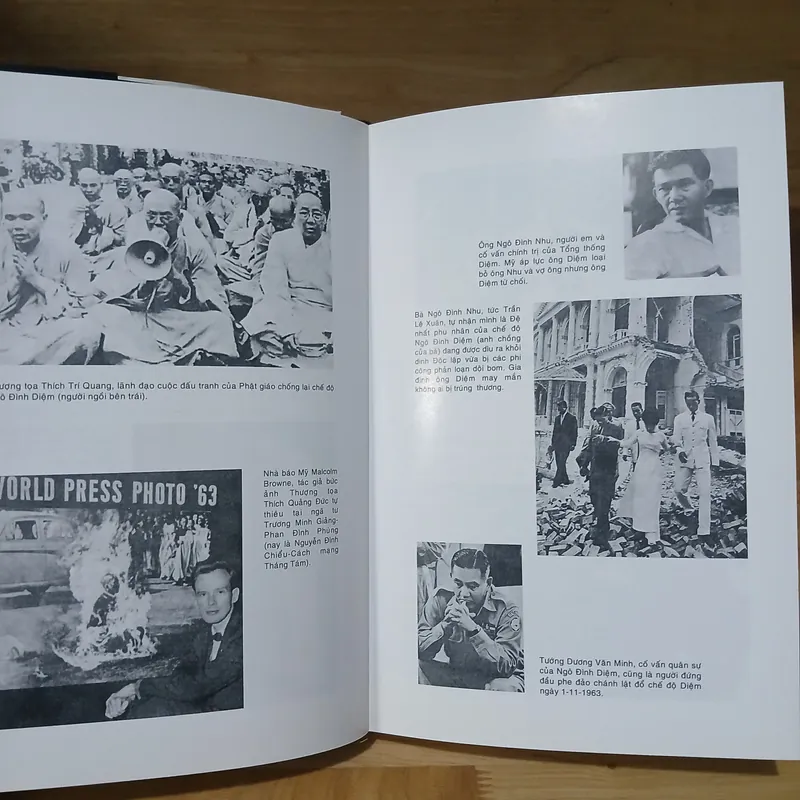 ượng tọa Thích Trí Quang, lãnh đạo cuộc đấu tranh của Phật giáo chống lại chế độ
ô Đình Diệm (người ngồi bên trái).
WORLD PRESS PHOTO '63
Nhà báo Mỹ Malcolm
Browne, tác giả bức
ảnh Thượng tọa
Thích Quảng Đức tự
thiêu tại ngã tư
Trương Minh Giảng-
Phan Đình Phùng
(nay là Nguyễn Đình
Chiểu-Cách mạng
Tháng Tám).
Ông Ngô Đình Nhu, người em và
cố vấn chính trị của Tổng thống
Diệm. Mỹ áp lực ông Diệm loại
bỏ ông Nhu và vợ ông nhưng ông
Diệm từ chối.
Bà Ngô Đình Nhu, tức Trần
Lệ Xuân, tự nhận mình là Đệ
nhất phu nhân của chế độ
Ngô Đình Diệm (anh chồng
của bà) đang được dìu ra khỏi
dinh Độc lập vừa bị các phi
công phản loạn dội bom. Gia
đình ông Diệm may mắn
không ai bị trúng thương.
Tướng Dương Văn Minh, cố vấn quân sự
của Ngô Đình Diệm, cũng là người đứng
đầu phe đảo chánh lật đổ chế độ Diệm
ngày 1-11-1963.